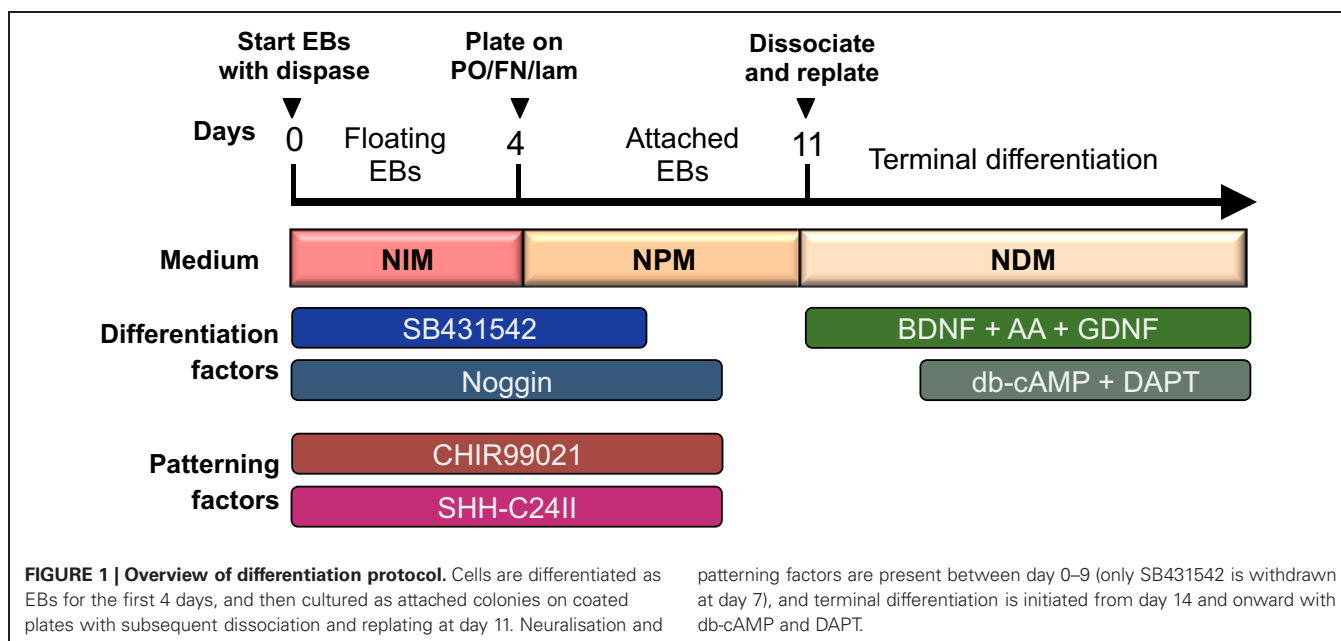 Start EBs
with dispase
Plate on
PO/FN/lam
Dissociate
and replate
Days
0
Floating
EBs
4
Attached
EBs
11
Terminal differentiation
Medium
NIM
NPM
NDM
Differentiation
factors
SB431542
BDNF + AA + GDNF
Noggin
db-cAMP + DAPT
Patterning
factors
CHIR99021
SHH-C24II
FIGURE 1 | Overview of differentiation protocol. Cells are differentiated as
EBs for the first 4 days, and then cultured as attached colonies on coated
plates with subsequent dissociation and replating at day 11. Neuralisation and
patterning factors are present between day 0–9 (only SB431542 is withdrawn
at day 7), and terminal differentiation is initiated from day 14 and onward with
db-cAMP and DAPT.